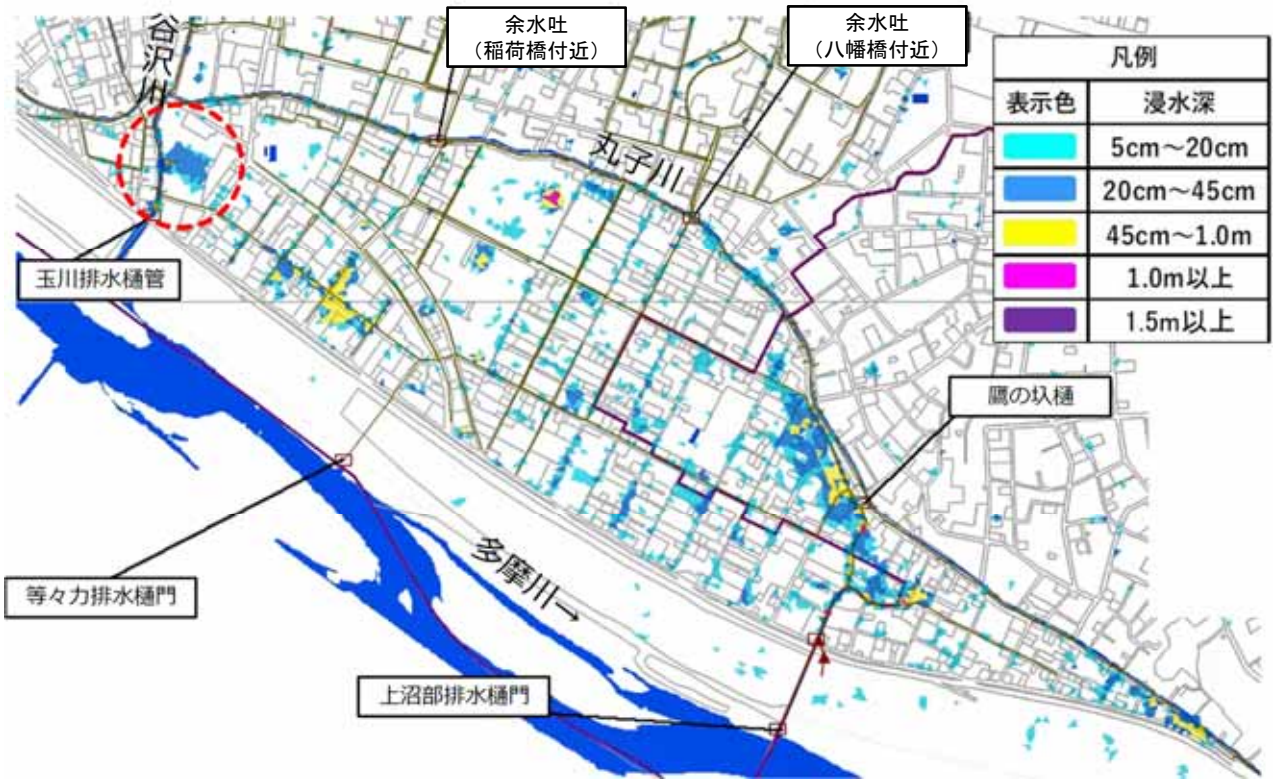 谷沢川
余水吐
（稲荷橋付近）
余水吐
（八幡橋付近）
凡例
表示色 浸水深
5cm～20cm
20cm～45cm
45cm～1.0m
1.0m以上
1.5m以上
丸子川
玉川排水樋管
鷹の圦樋
等々力排水樋門
多摩川→
上沼部排水樋門